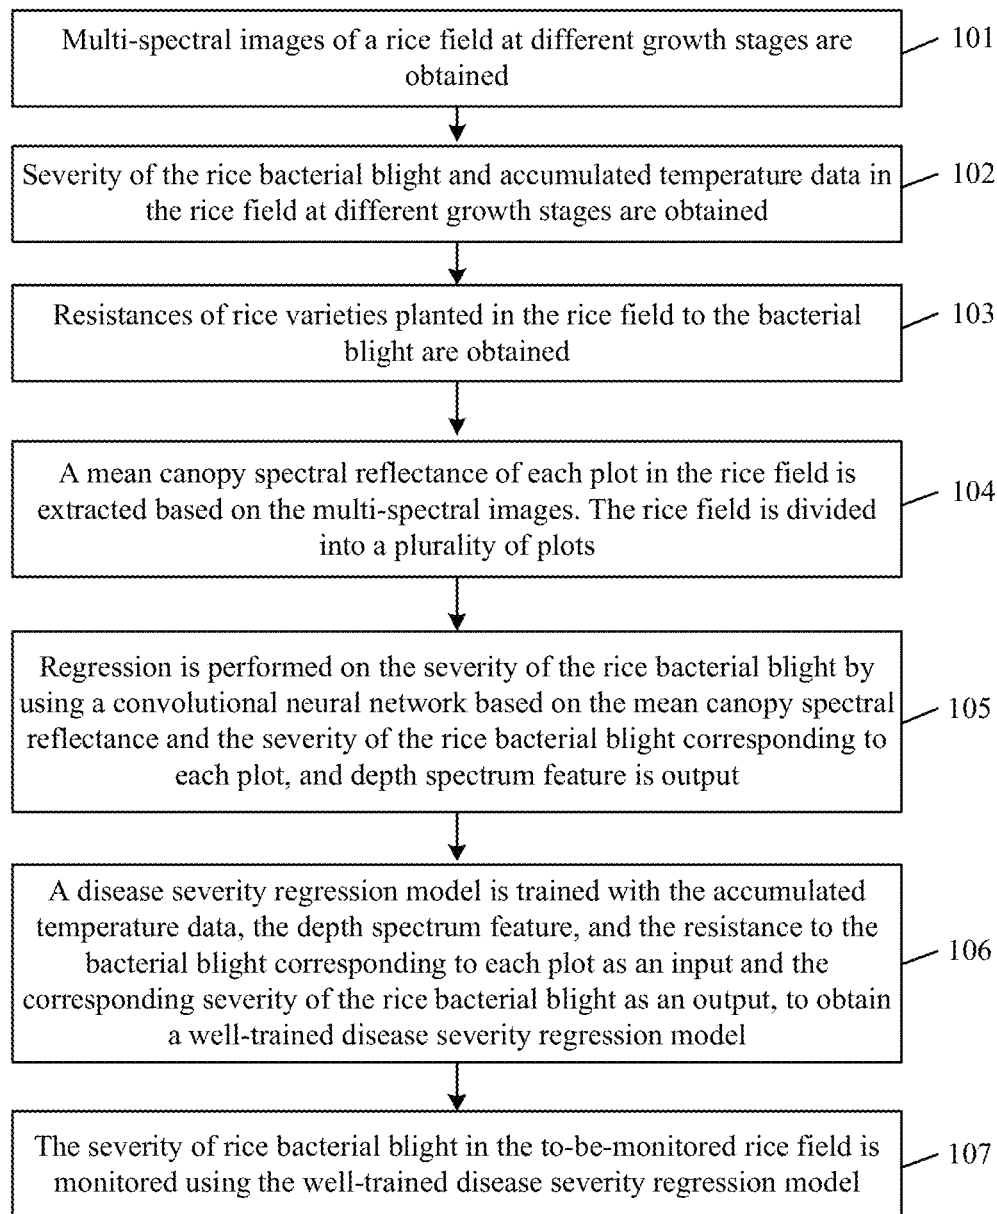 Multi-spectral images of a rice field at different growth stages are
obtained
101
Severity of the rice bacterial blight and accumulated temperature data in
the rice field at different growth stages are obtained
102
Resistances of rice varieties planted in the rice field to the bacterial
blight are obtained
103
A mean canopy spectral reflectance of each plot in the rice field is
extracted based on the multi-spectral images. The rice field is divided
into a plurality of plots
104
Regression is performed on the severity of the rice bacterial blight by
using a convolutional neural network based on the mean canopy spectral
reflectance and the severity of the rice bacterial blight corresponding to
each plot, and depth spectrum feature is output
105
A disease severity regression model is trained with the accumulated
temperature data, the depth spectrum feature, and the resistance to the
bacterial blight corresponding to each plot as an input and the
corresponding severity of the rice bacterial blight as an output, to obtain
a well-trained disease severity regression model
106
The severity of rice bacterial blight in the to-be-monitored rice field is
monitored using the well-trained disease severity regression model
107